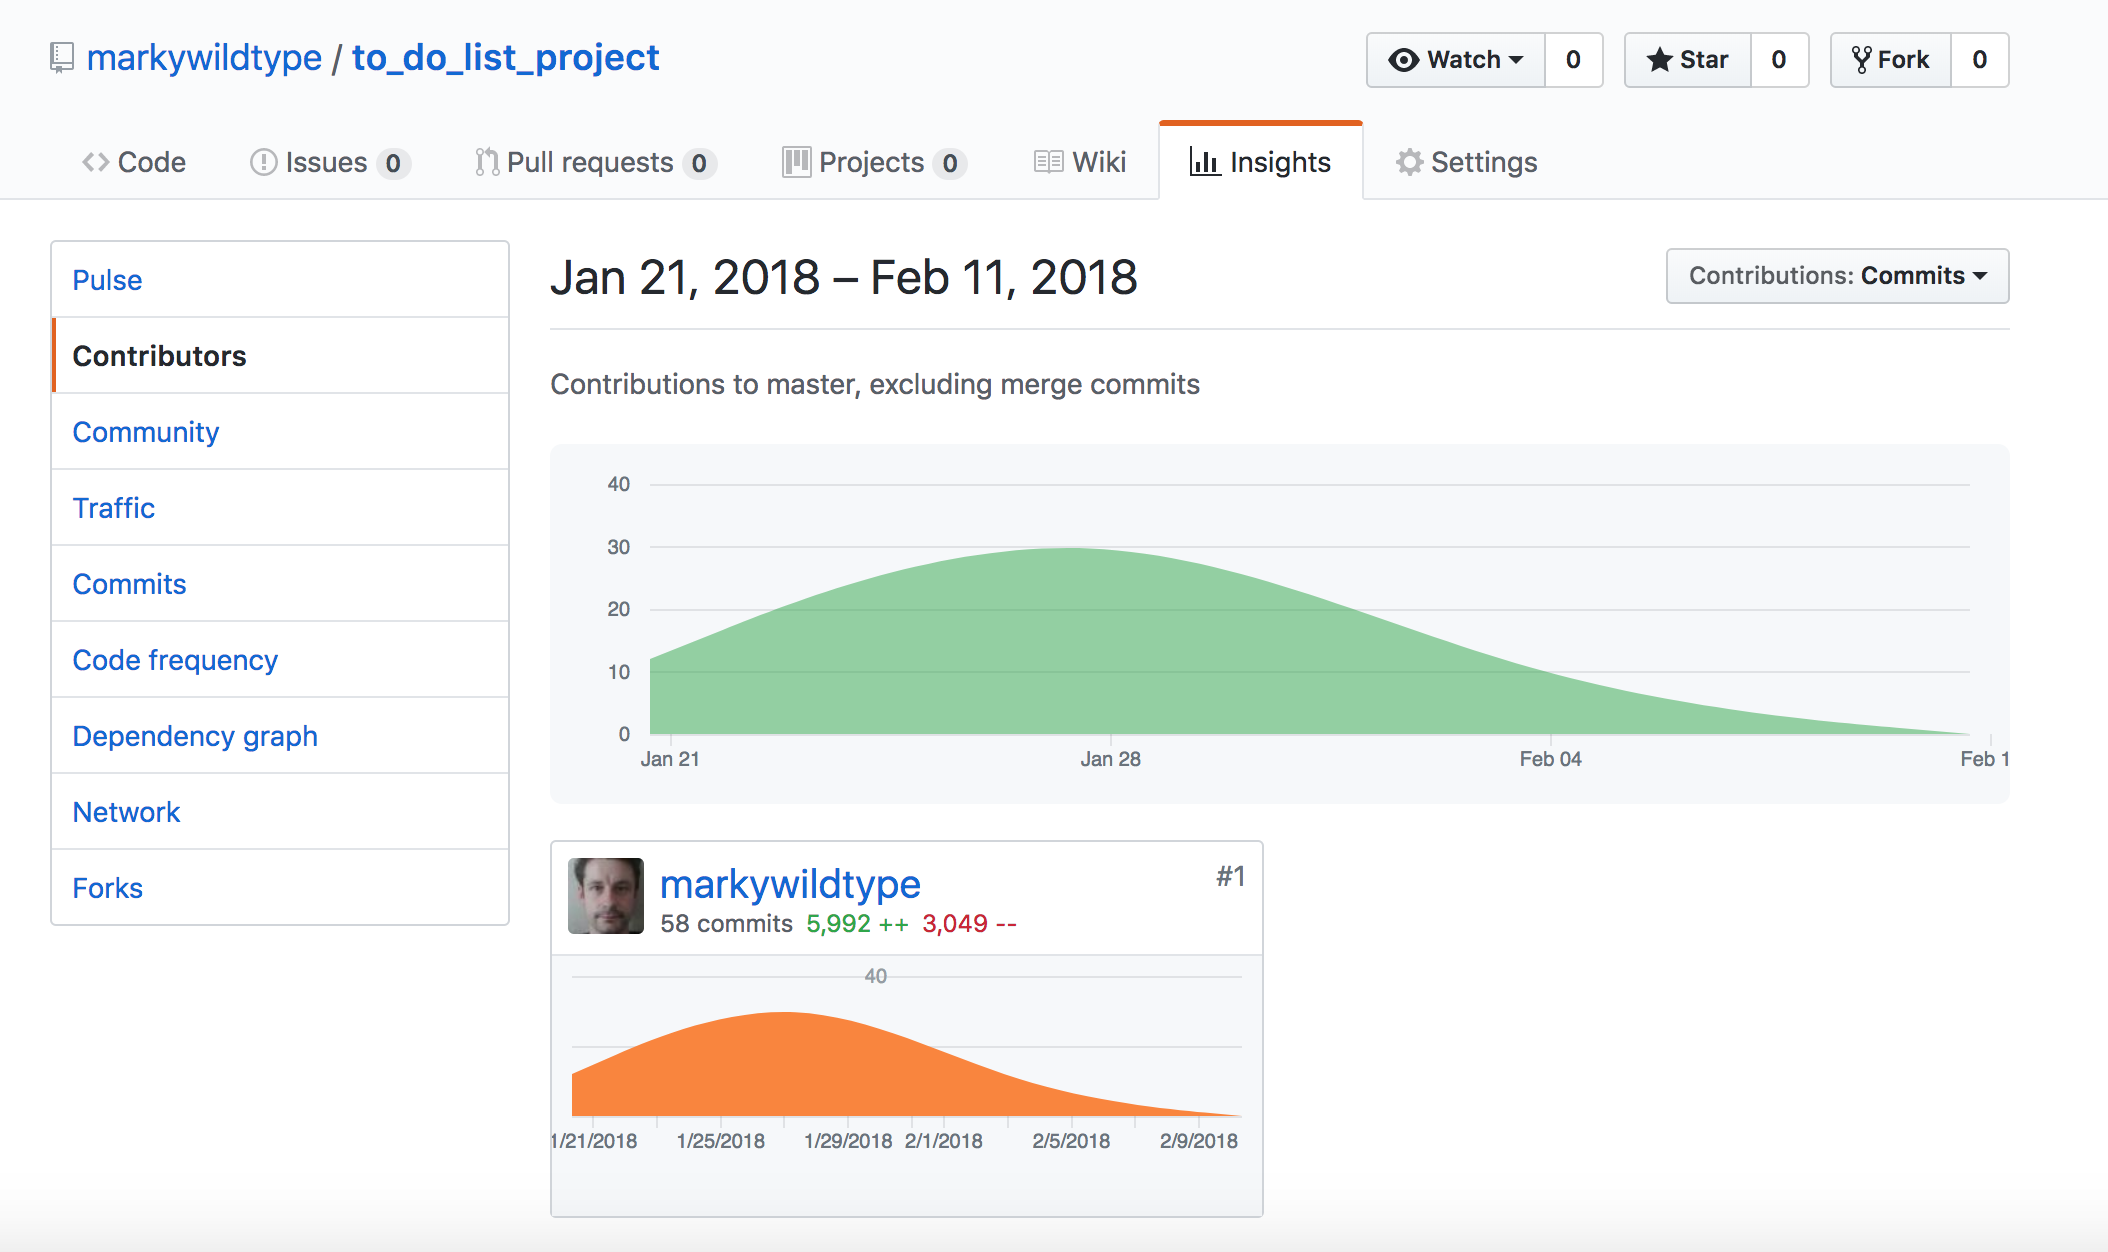 markywildtype / to_do_list_project
Watch 0 Star 0 Fork 0
Code Issues 0 Pull requests 0 Projects 0 Wiki Insights Settings
Pulse
Contributors
Community
Traffic
Commits
Code frequency
Dependency graph
Network
Forks
Jan 21, 2018 – Feb 11, 2018
Contributions: Commits
Contributions to master, excluding merge commits
40
30
20
10
0
Jan 21 Jan 28 Feb 04 Feb 1
markywildtype #1
58 commits 5,992 ++ 3,049 --
40
1/21/2018 1/25/2018 1/29/2018 2/1/2018 2/5/2018 2/9/2018